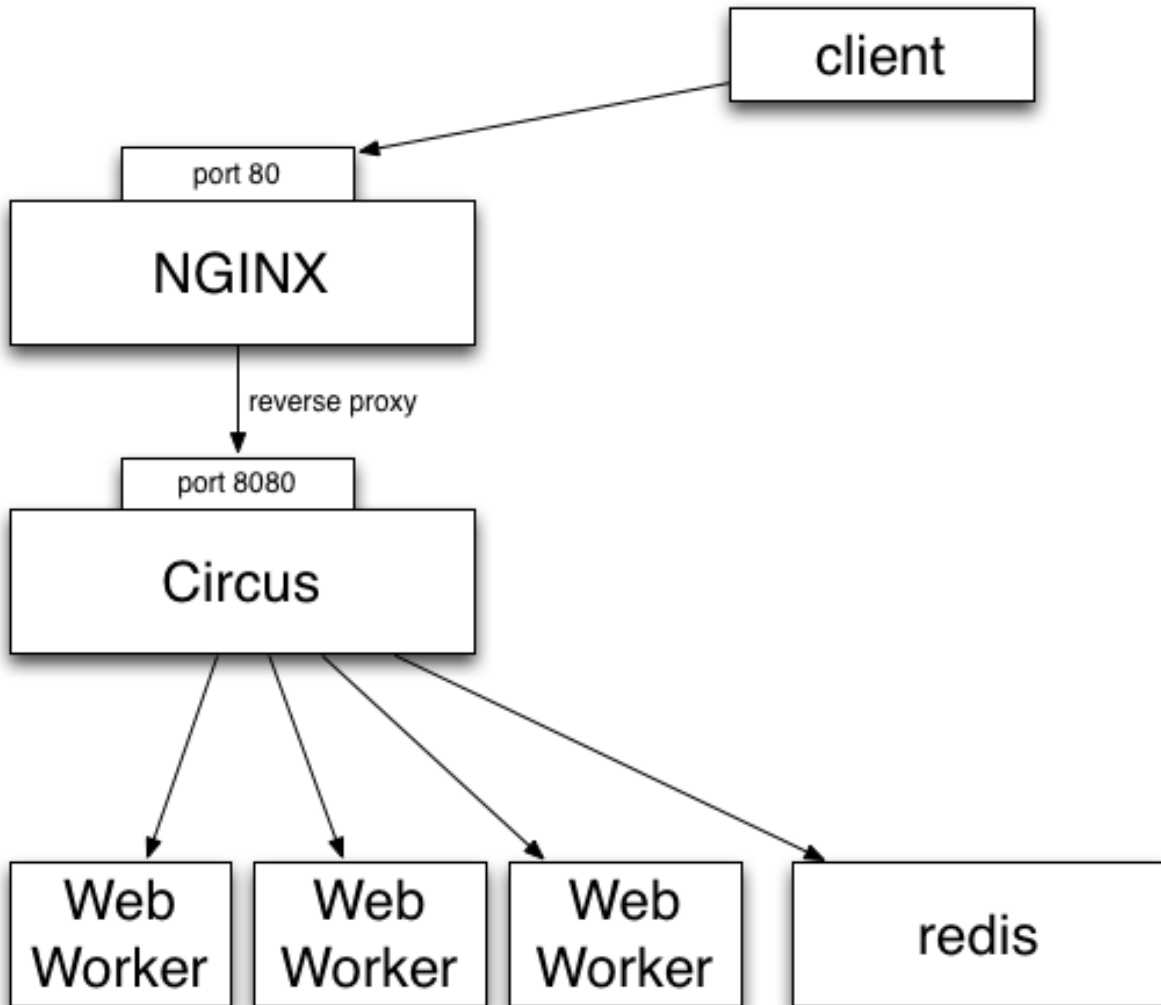 client
port 80
NGINX
reverse proxy
port 8080
Circus
Web
Worker
Web
Worker
Web
Worker
redis